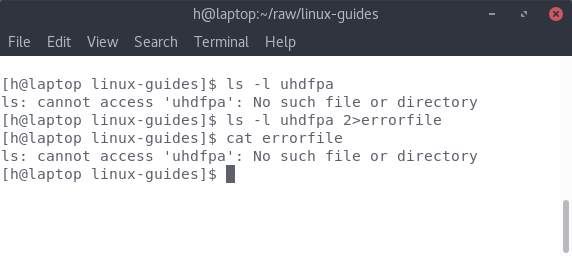 h@laptop:~/raw/linux-guides
File Edit View Search Terminal Help
[h@laptop linux-guides]$ ls -l uhdfpa
ls: cannot access 'uhdfpa': No such file or directory
[h@laptop linux-guides]$ ls -l uhdfpa 2>errorfile
[h@laptop linux-guides]$ cat errorfile
ls: cannot access 'uhdfpa': No such file or directory
[h@laptop linux-guides]$